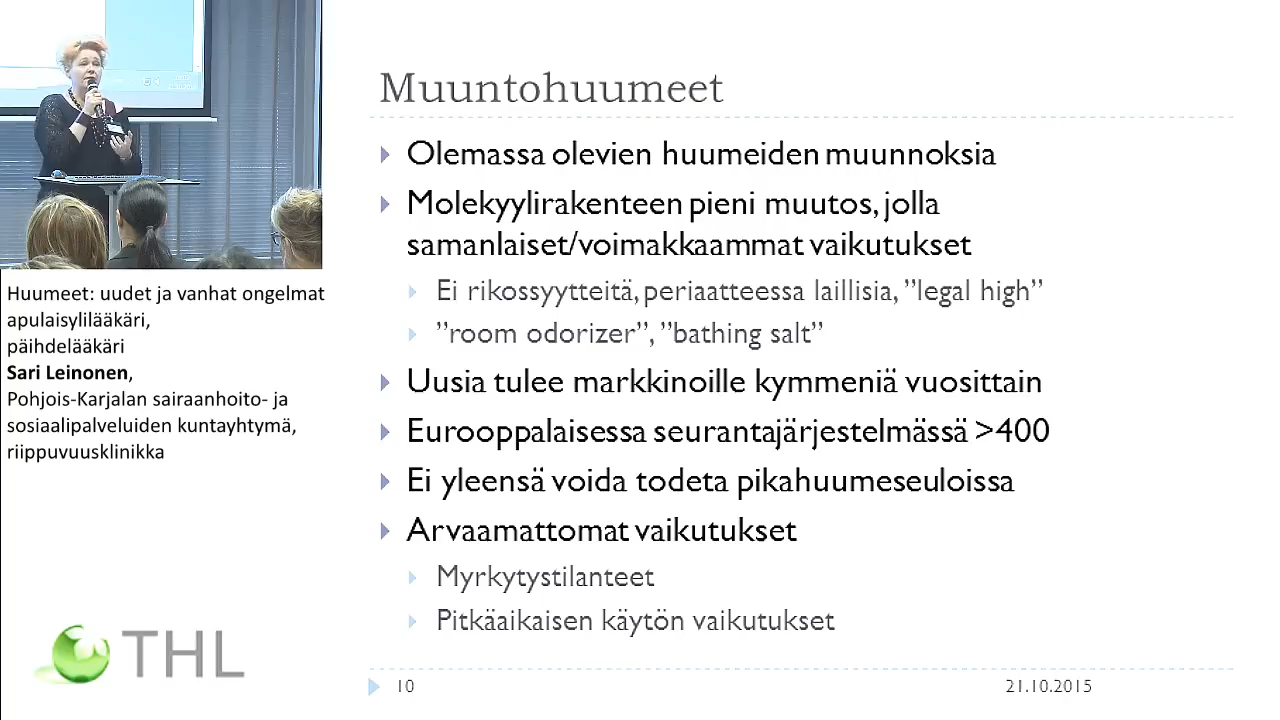 Muuntohuumeet
Olemassa olevien huumeiden muunnoksia
Molekyylirakenteen pieni muutos, jolla
samanlaiset/voimakkaammat vaikutukset
Ei rikossyytteitä, periaatteessa laillisia, ”legal high”
”room odorizer”, ”bathing salt”
Uusia tulee markkinoille kymmeniä vuosittain
Eurooppalaisessa seurantajärjestelmässä >400
Ei yleensä voida todeta pikahuumeseuloissa
Arvaamattomat vaikutukset
Myrkytystilanteet
Pitkäaikaisen käytön vaikutukset
10
21.10.2015
Huumeet: uudet ja vanhat ongelmat
apulaisylilääkäri,
päihdelääkäri
Sari Leinonen,
Pohjois-Karjalan sairaanhoito- ja
sosiaalipalveluiden kuntayhtymä,
riippuvuusklinikka
THL